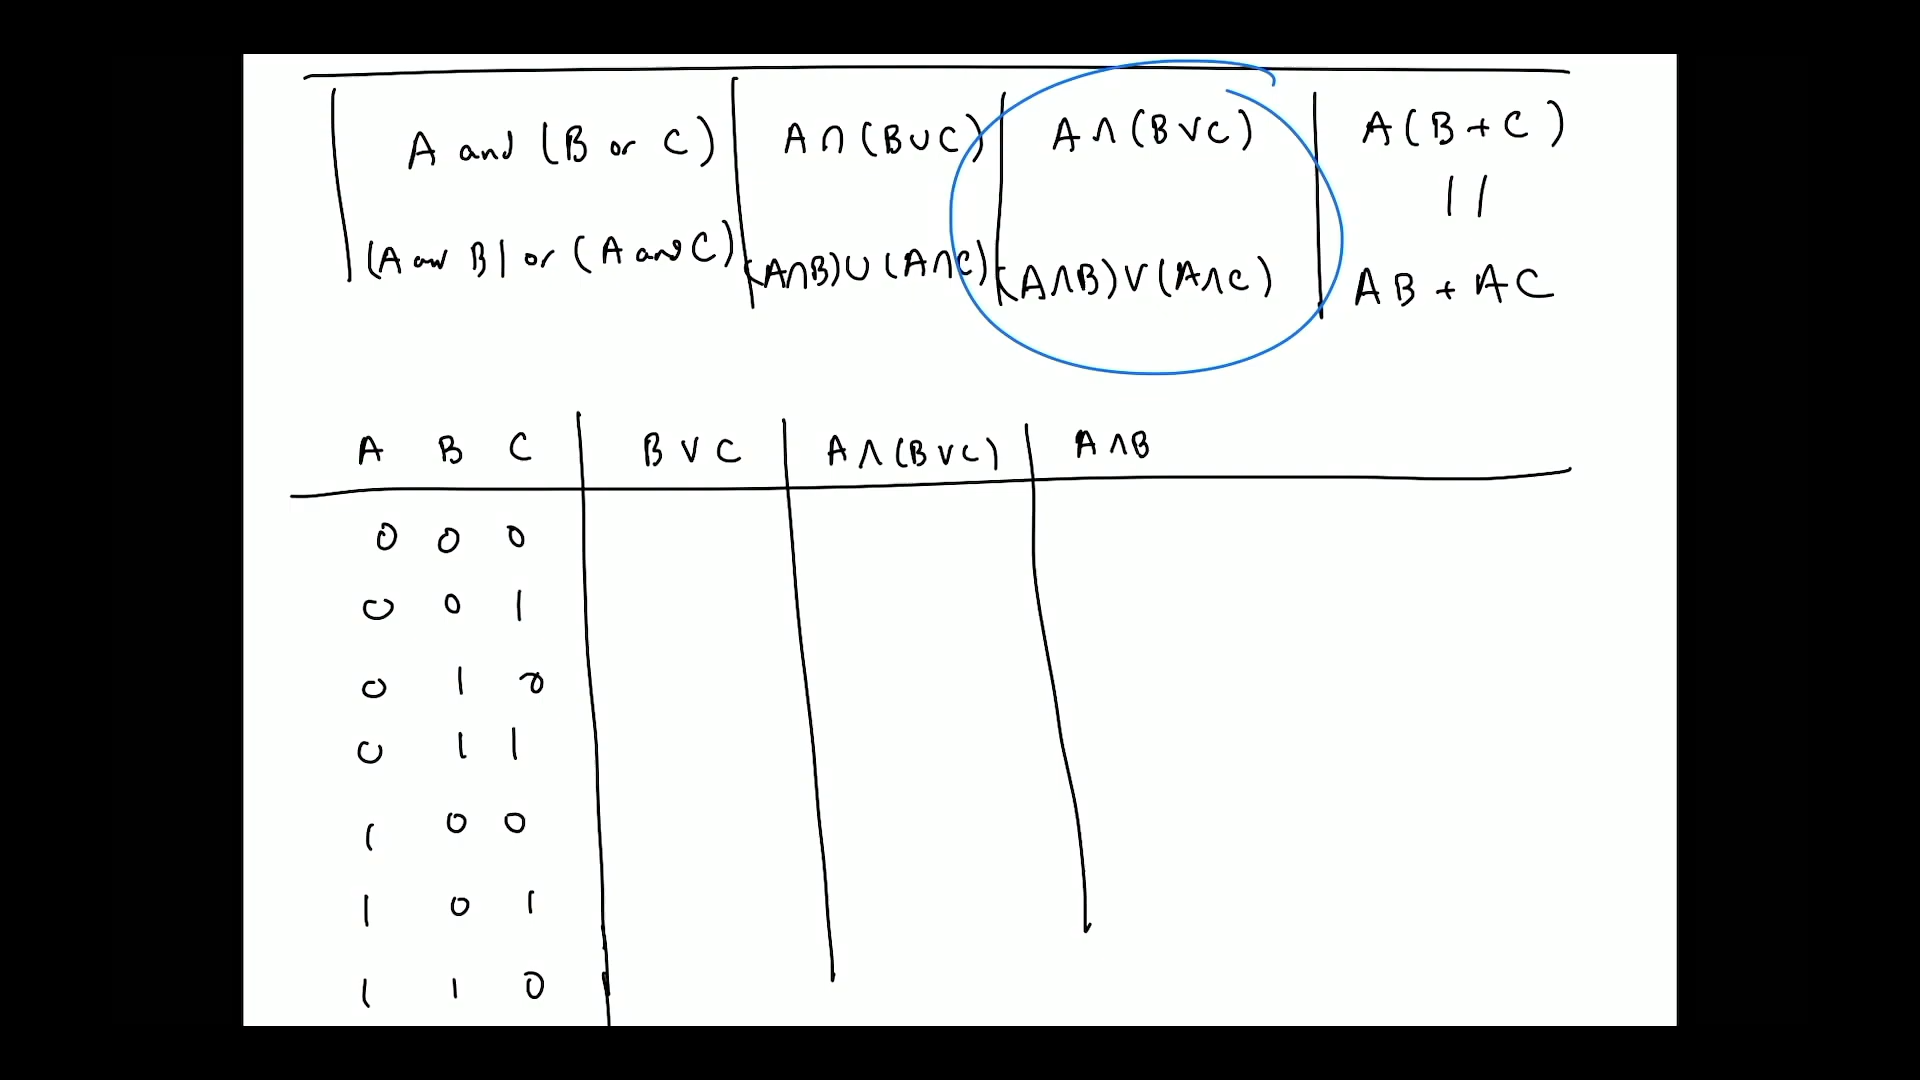 A and (B or C) A∩(B∪C) A∧(B∨C) A(B+C)
||
(A and B) or (A and C) (A∩B)∪(A∩C) (A∧B)∨(A∧C) AB + AC
A B C B∨C A∧(B∨C) A∧B
0 0 0
0 0 1
0 1 0
0 1 1
1 0 0
1 0 1
1 1 0